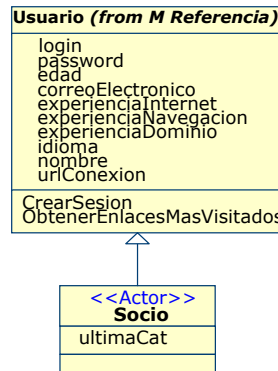 Usuario (from M Referencia)
login
password
edad
correoElectronico
experienciaInternet
experienciaNavegacion
experienciaDominio
idioma
nombre
urlConexion
CrearSesion
ObtenerEnlacesMasVisitados
<<Actor>>
Socio
ultimaCat